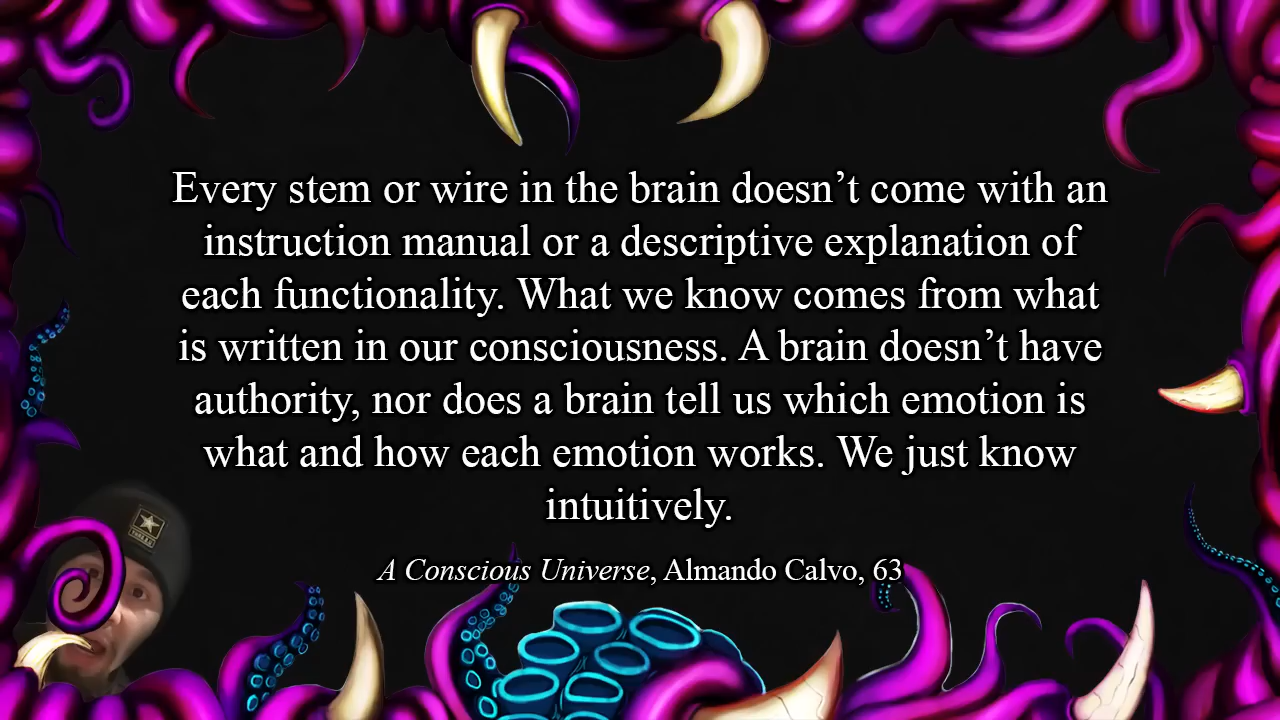 Every stem or wire in the brain doesn’t come with an
instruction manual or a descriptive explanation of
each functionality. What we know comes from what
is written in our consciousness. A brain doesn’t have
authority, nor does a brain tell us which emotion is
what and how each emotion works. We just know
intuitively.
A Conscious Universe, Almando Calvo, 63